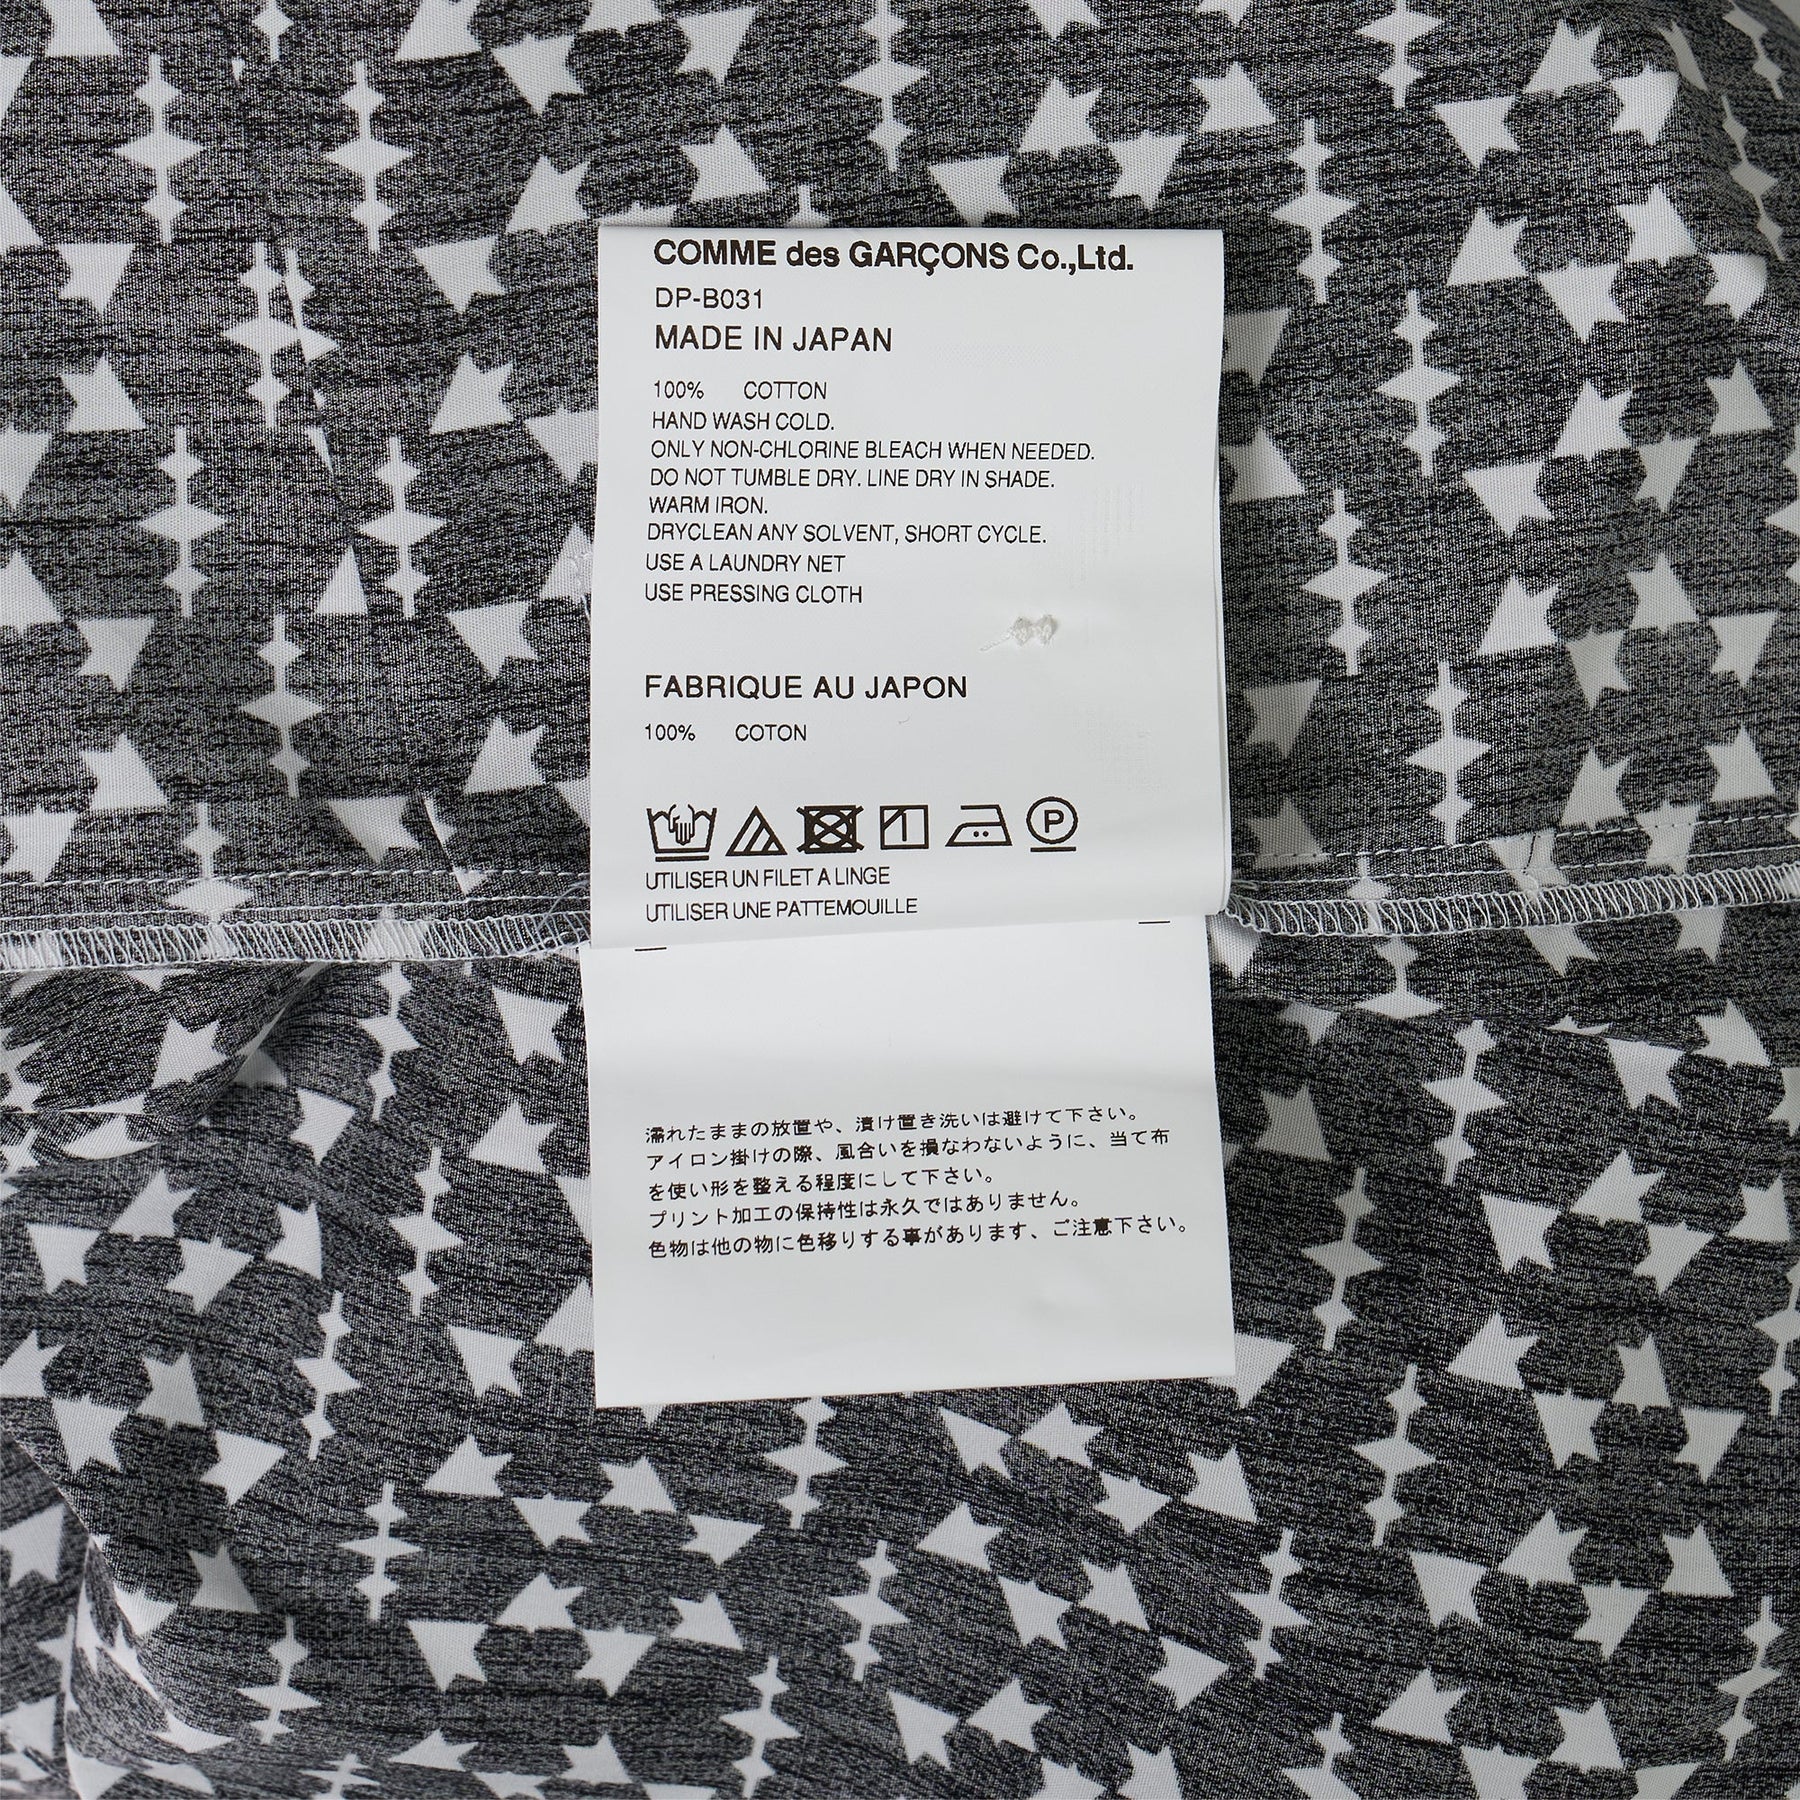 COMME des GARÇONS Co.,Ltd.
DP-B031
MADE IN JAPAN
100% COTTON
HAND WASH COLD.
ONLY NON-CHLORINE BLEACH WHEN NEEDED.
DO NOT TUMBLE DRY. LINE DRY IN SHADE.
WARM IRON.
DRYCLEAN ANY SOLVENT, SHORT CYCLE.
USE A LAUNDRY NET
USE PRESSING CLOTH
FABRIQUE AU JAPON
100% COTON
P
UTILISER UN FILET A LINGE
UTILISER UNE PATTEMOUILLE
濡れたままの放置や、漬け置き洗いは避けて下さい。
アイロン掛けの際、風合いを損なわないように、当て布
を使い形を整える程度にして下さい。
プリント加工の保持性は永久ではありません。
色物は他の物に色移りする事があります、ご注意下さい。